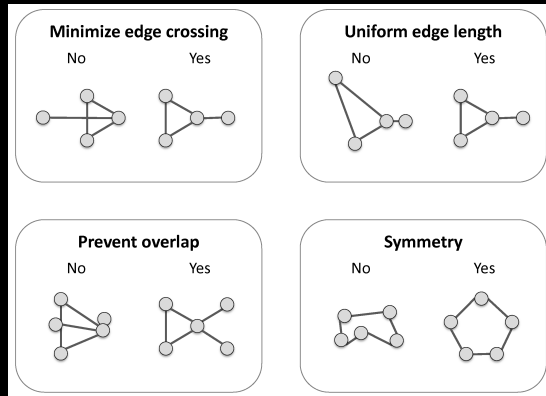 Minimize edge crossing
No Yes
Uniform edge length
No Yes
Prevent overlap
No Yes
Symmetry
No Yes